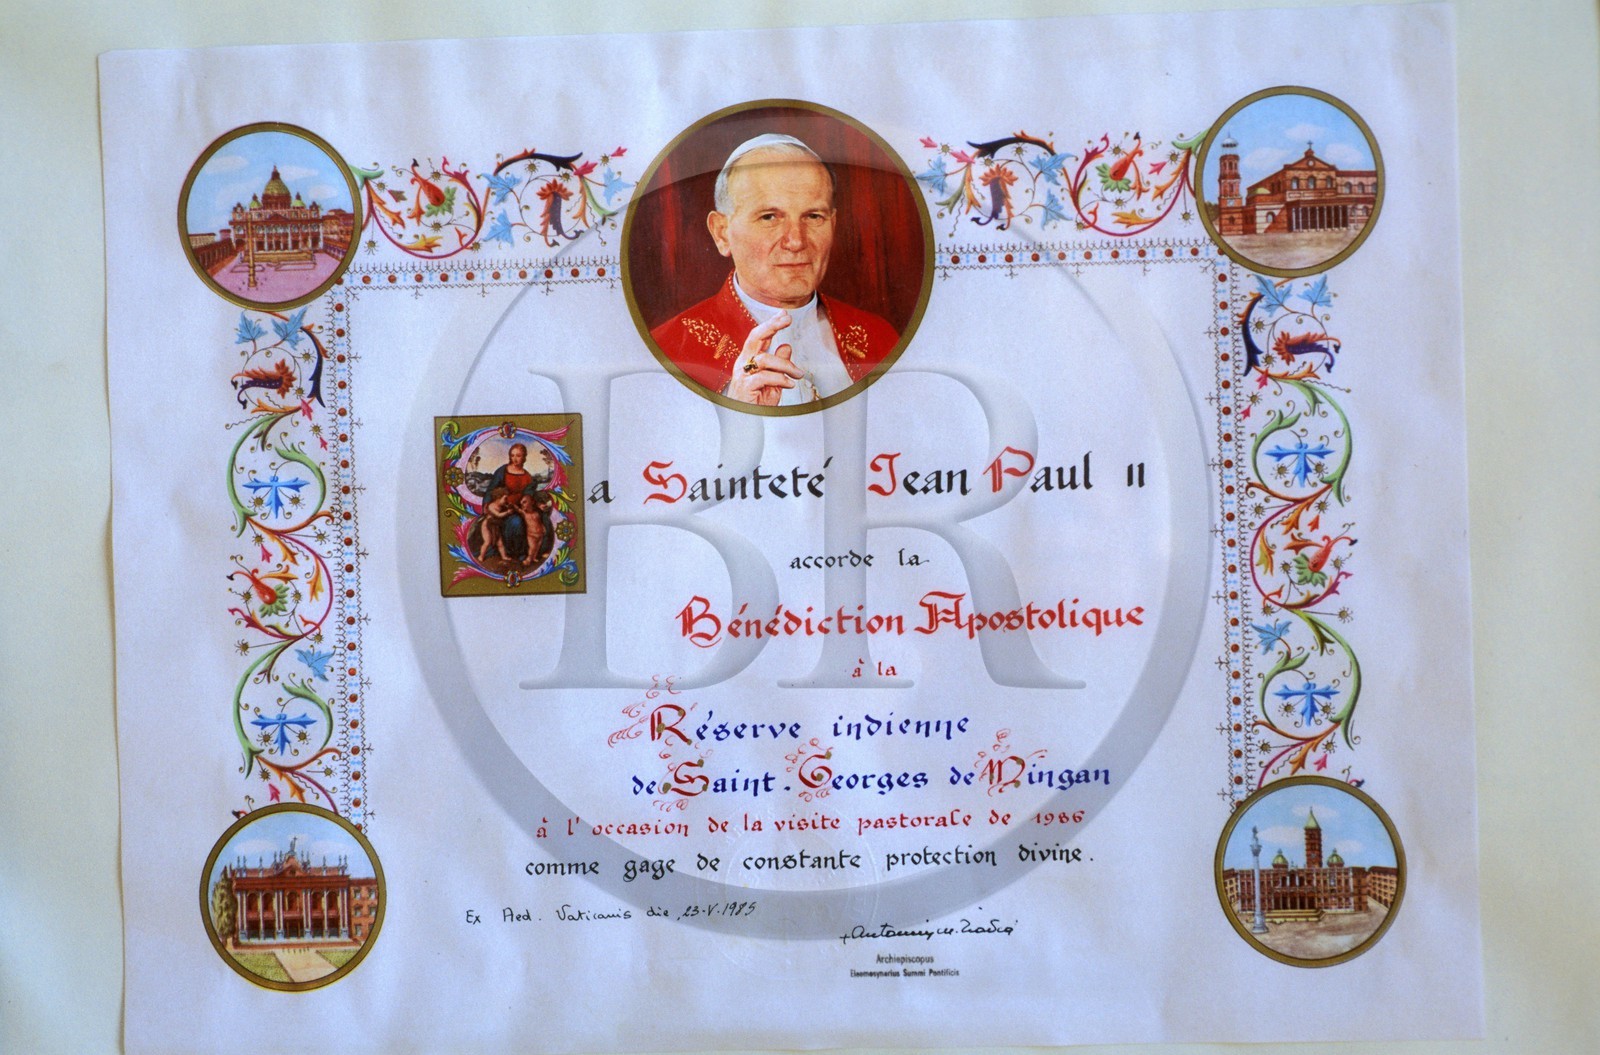 Sa Sainteté Jean Paul II
accorde la
Bénédiction Apostolique
à la
Réserve indienne
de Saint.Georges de Mingan
à l'occasion de la visite pastorale de 1986
comme gage de constante protection divine.
Ex Aed. Vaticanis die, 23-V-1985
Archiepiscopus
Eleemosynarius Summi Pontificis
BR